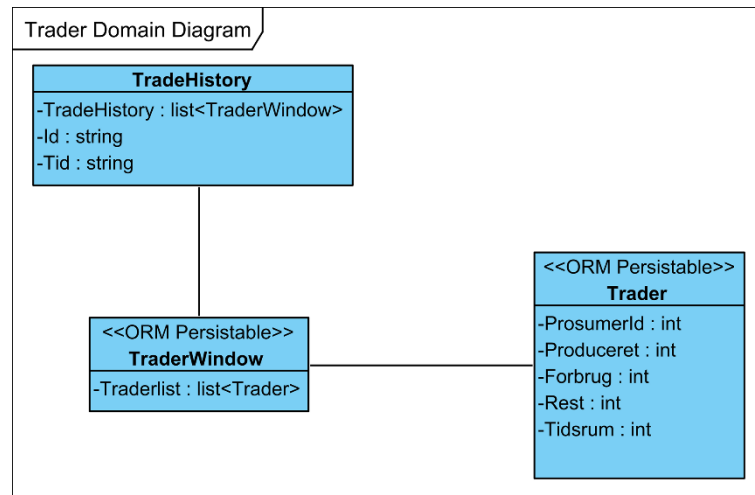 Trader Domain Diagram
TradeHistory
-TradeHistory : list<TraderWindow>
-Id : string
-Tid : string
<<ORM Persistable>>
TraderWindow
-Traderlist : list<Trader>
<<ORM Persistable>>
Trader
-ProsumerId : int
-Produceret : int
-Forbrug : int
-Rest : int
-Tidsrum : int